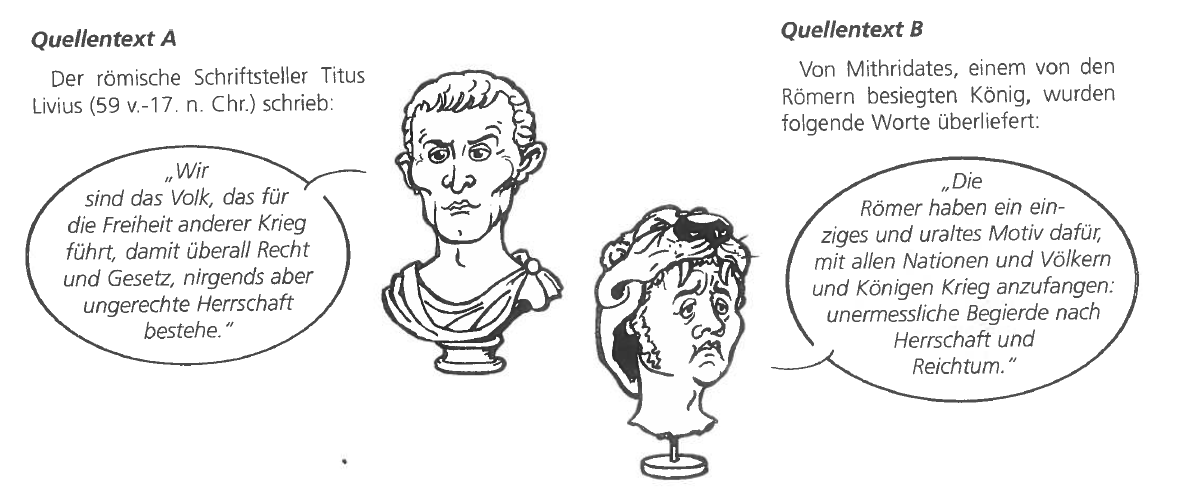 Quellentext A
Der römische Schriftsteller Titus
Livius (59 v.-17. n. Chr.) schrieb:
„Wir
sind das Volk, das für
die Freiheit anderer Krieg
führt, damit überall Recht
und Gesetz, nirgends aber
ungerechte Herrschaft
bestehe.“
Quellentext B
Von Mithridates, einem von den
Römern besiegten König, wurden
folgende Worte überliefert:
„Die
Römer haben ein ein-
ziges und uraltes Motiv dafür,
mit allen Nationen und Völkern
und Königen Krieg anzufangen:
unermessliche Begierde nach
Herrschaft und
Reichtum.“